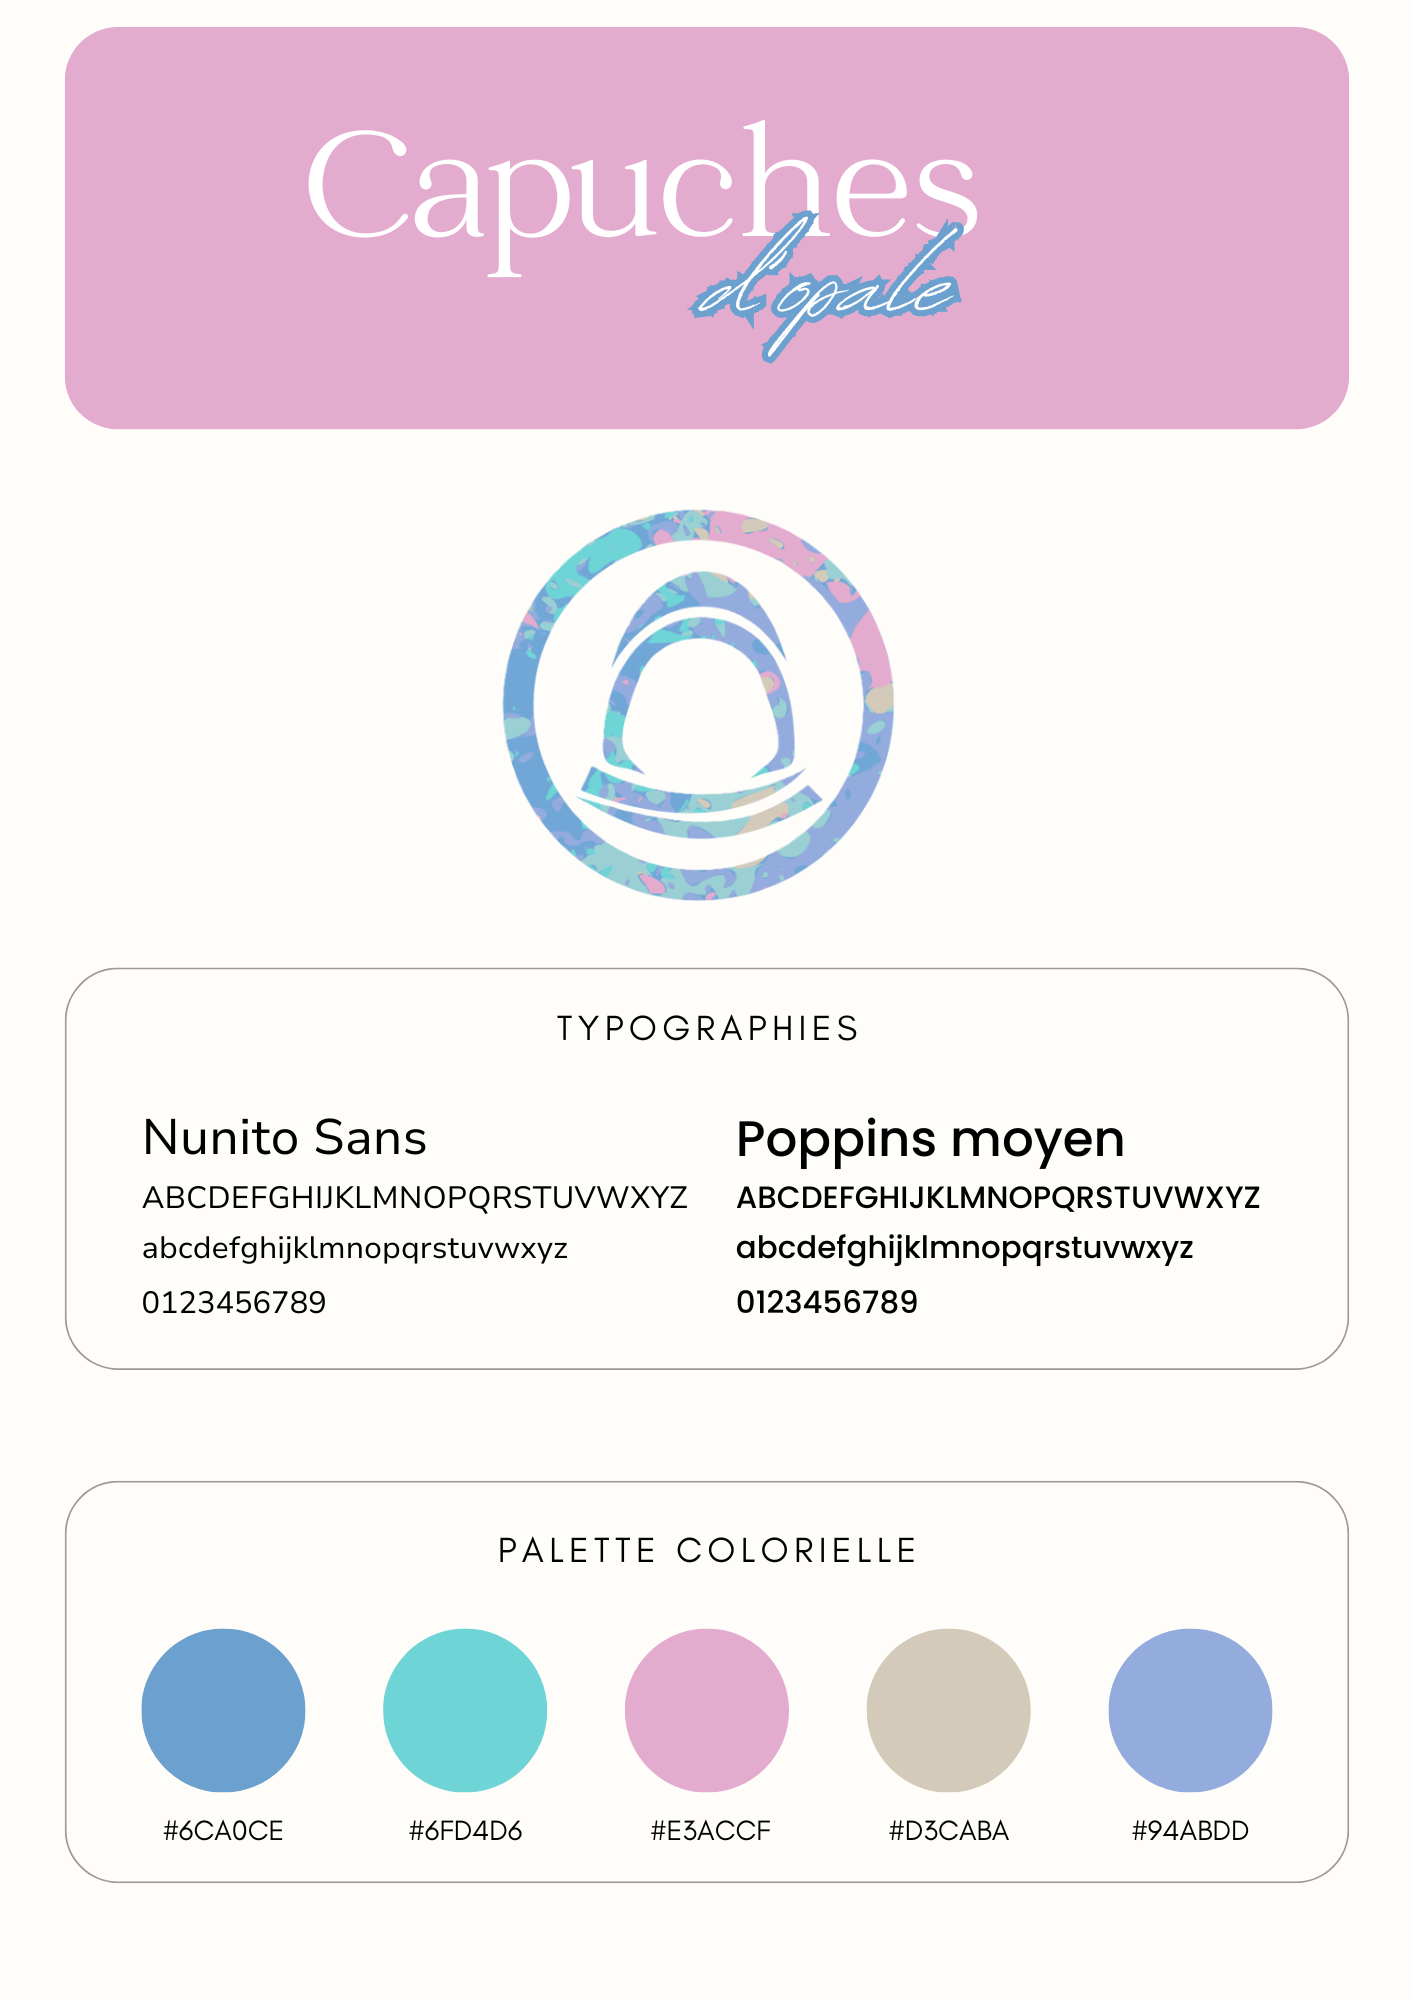 Capuches
d'opale
TYPOGRAPHIES
Nunito Sans
ABCDEFGHIJKLMNOPQRSTUVWXYZ
abcdefghijklmnopqrstuvwxyz
0123456789
Poppins moyen
ABCDEFGHIJKLMNOPQRSTUVWXYZ
abcdefghijklmnopqrstuvwxyz
0123456789
PALETTE COLORIELLE
#6CA0CE
#6FD4D6
#E3ACCF
#D3CABA
#94ABDD